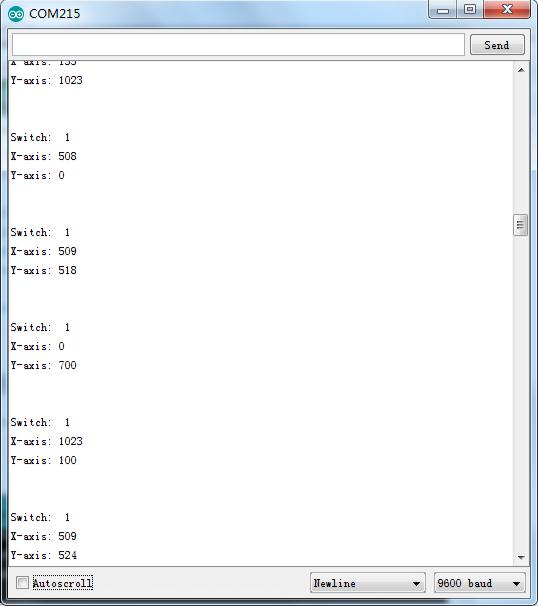 COM215
Send
X-axis: 155
Y-axis: 1023
Switch:  1
X-axis: 508
Y-axis: 0
Switch:  1
X-axis: 509
Y-axis: 518
Switch:  1
X-axis: 0
Y-axis: 700
Switch:  1
X-axis: 1023
Y-axis: 100
Switch:  1
X-axis: 509
Y-axis: 524
Autoscroll
Newline
9600 baud